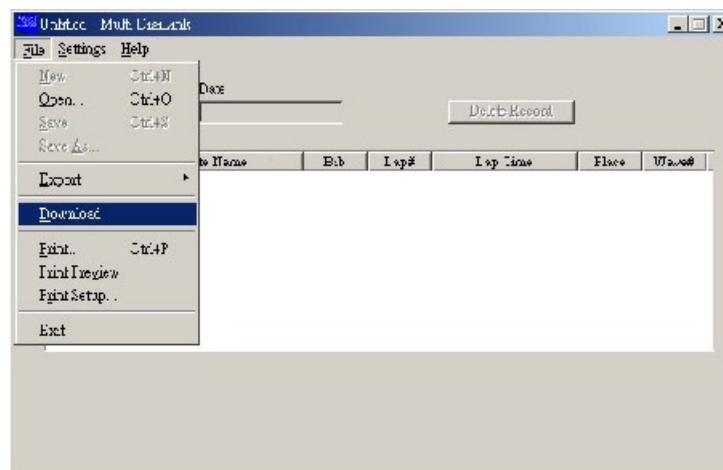 Untitled - Multi
File Settings Help
New Ctrl+N
Open... Ctrl+O
Save Ctrl+S
Save As...
Export
Download
Print... Ctrl+P
Print Preview
Print Setup...
Exit
Date
Delete Record
te Name Bib Lap# Lap Time Place Wave#